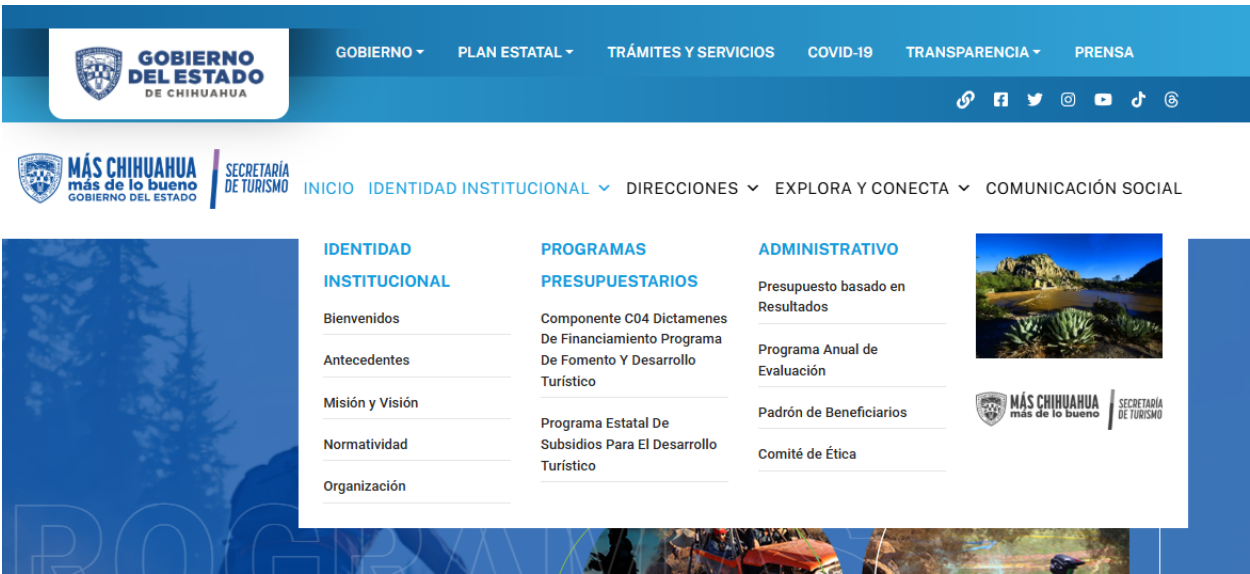 GOBIERNO
DEL ESTADO
DE CHIHUAHUA
GOBIERNO
PLAN ESTATAL
TRÁMITES Y SERVICIOS
COVID-19
TRANSPARENCIA
PRENSA
MÁS CHIHUAHUA
más de lo bueno
GOBIERNO DEL ESTADO
SECRETARÍA
DE TURISMO
INICIO
IDENTIDAD INSTITUCIONAL
DIRECCIONES
EXPLORA Y CONECTA
COMUNICACIÓN SOCIAL
IDENTIDAD
INSTITUCIONAL
Bienvenidos
Antecedentes
Misión y Visión
Normatividad
Organización
PROGRAMAS
PRESUPUESTARIOS
Componente C04 Dictamenes
De Financiamiento Programa
De Fomento Y Desarrollo
Turístico
Programa Estatal De
Subsidios Para El Desarrollo
Turístico
ADMINISTRATIVO
Presupuesto basado en
Resultados
Programa Anual de
Evaluación
Padrón de Beneficiarios
Comité de Ética
MÁS CHIHUAHUA
más de lo bueno
SECRETARÍA
DE TURISMO